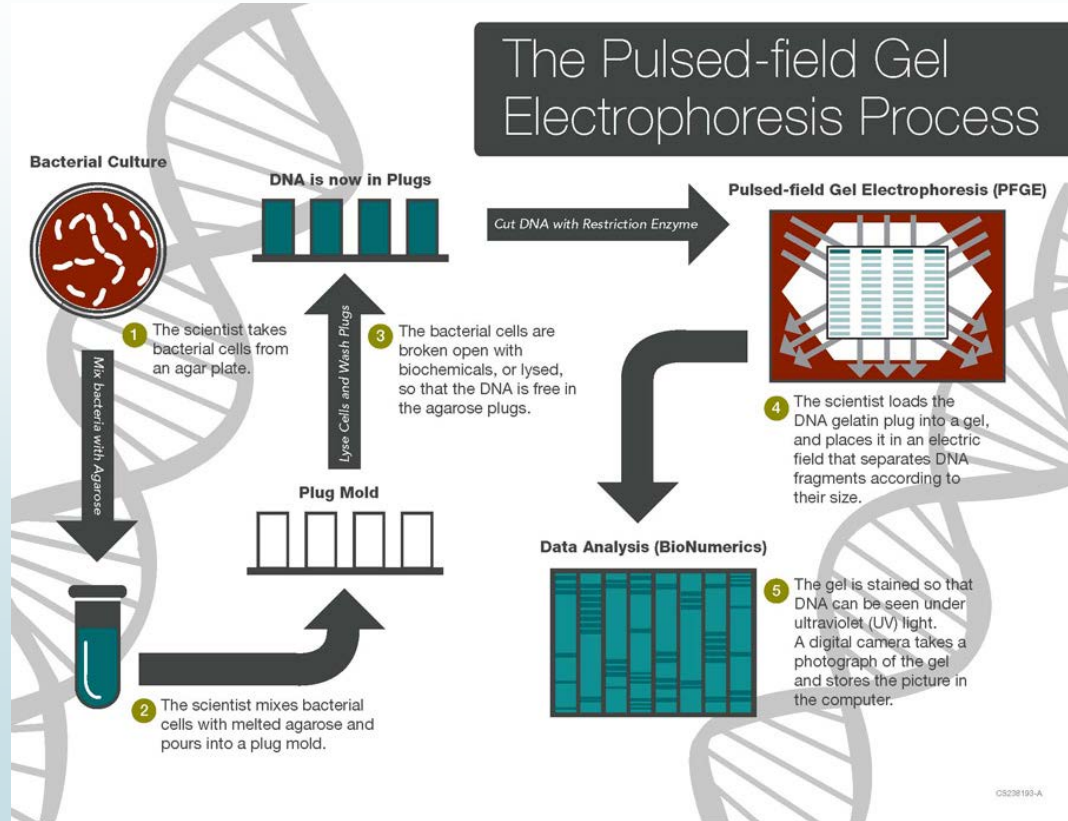 The Pulsed-field Gel
Electrophoresis Process
Bacterial Culture
1 The scientist takes
bacterial cells from
an agar plate.
Mix bacteria with Agarose
2 The scientist mixes bacterial
cells with melted agarose and
pours into a plug mold.
Plug Mold
Lyse Cells and Wash Plugs
3 The bacterial cells are
broken open with
biochemicals, or lysed,
so that the DNA is free in
the agarose plugs.
DNA is now in Plugs
Cut DNA with Restriction Enzyme
Pulsed-field Gel Electrophoresis (PFGE)
4 The scientist loads the
DNA gelatin plug into a gel,
and places it in an electric
field that separates DNA
fragments according to
their size.
Data Analysis (BioNumerics)
5 The gel is stained so that
DNA can be seen under
ultraviolet (UV) light.
A digital camera takes a
photograph of the gel
and stores the picture in
the computer.
CS238193-A